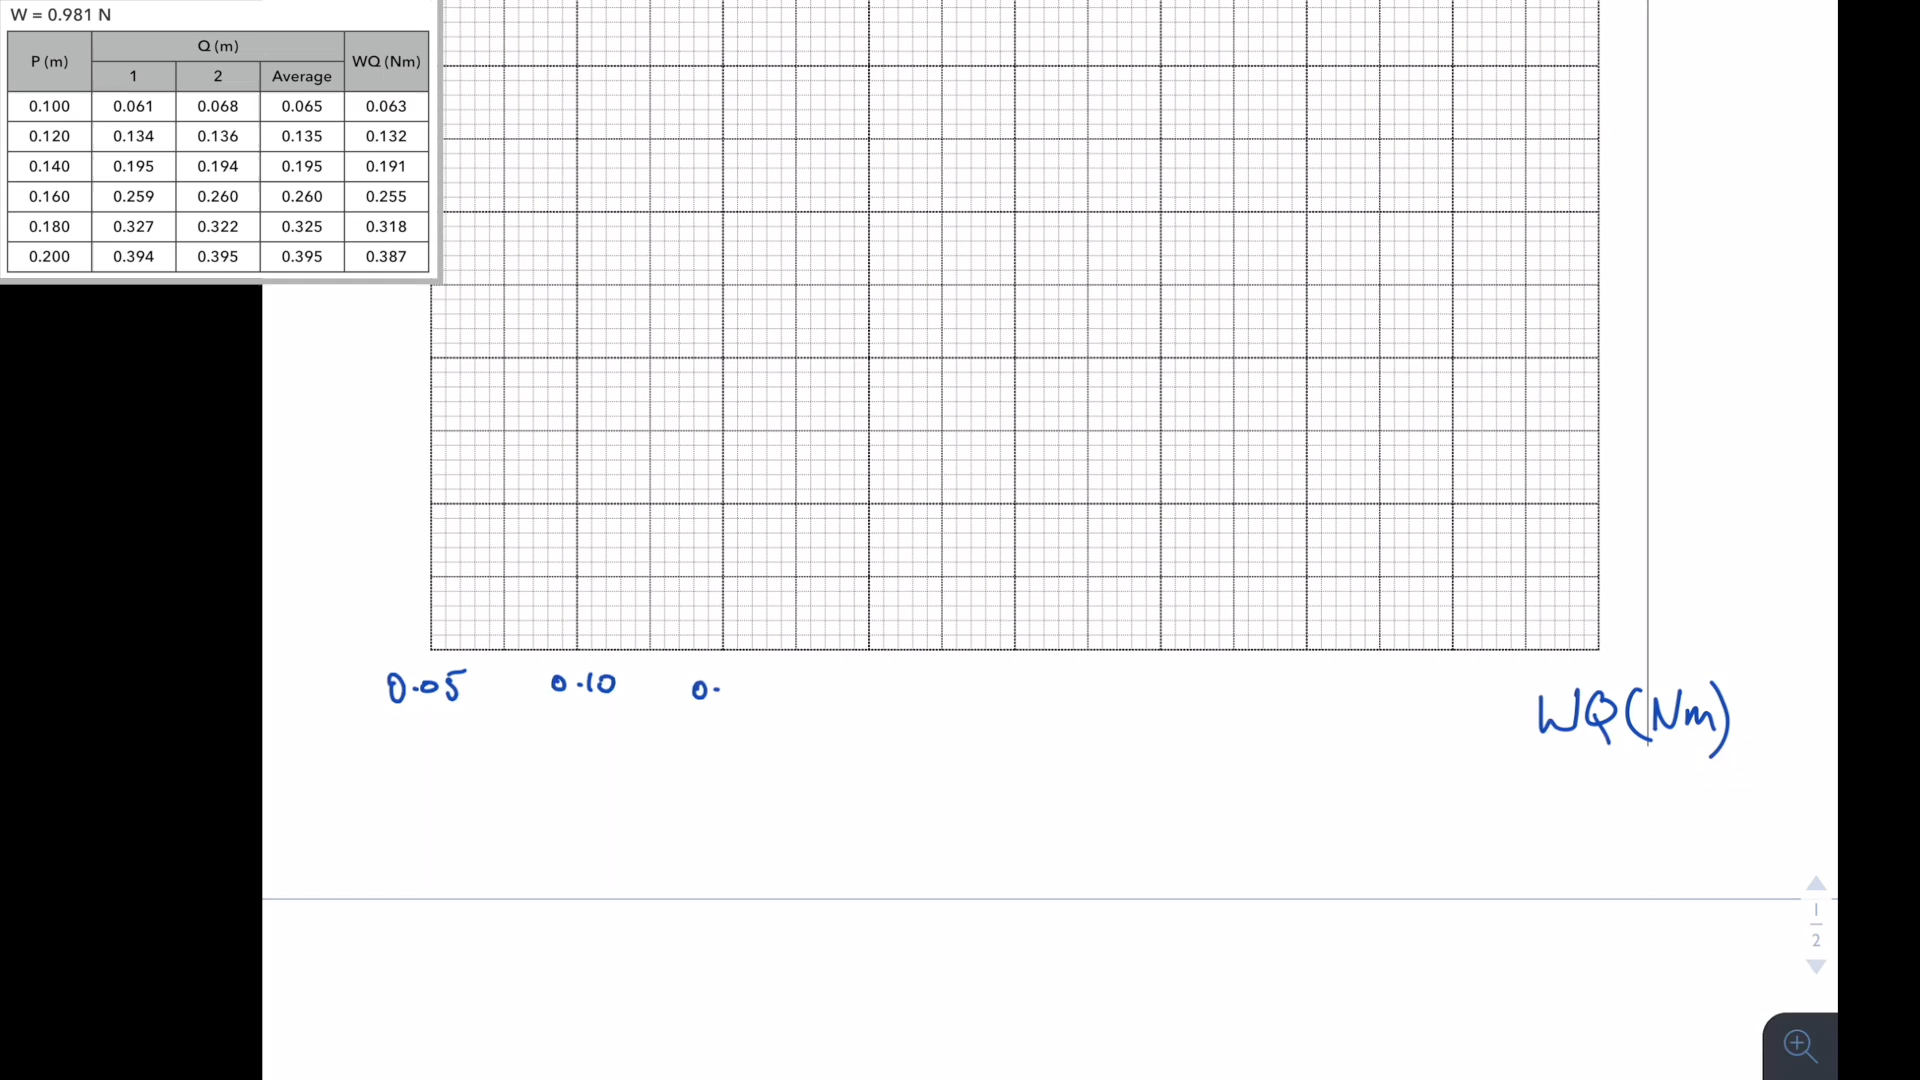 W = 0.981 N
P (m) Q (m) WQ (Nm)
1 2 Average
0.100 0.061 0.068 0.065 0.063
0.120 0.134 0.136 0.135 0.132
0.140 0.195 0.194 0.195 0.191
0.160 0.259 0.260 0.260 0.255
0.180 0.327 0.322 0.325 0.318
0.200 0.394 0.395 0.395 0.387
0.05 0.10 0.
WQ(Nm)
1
2